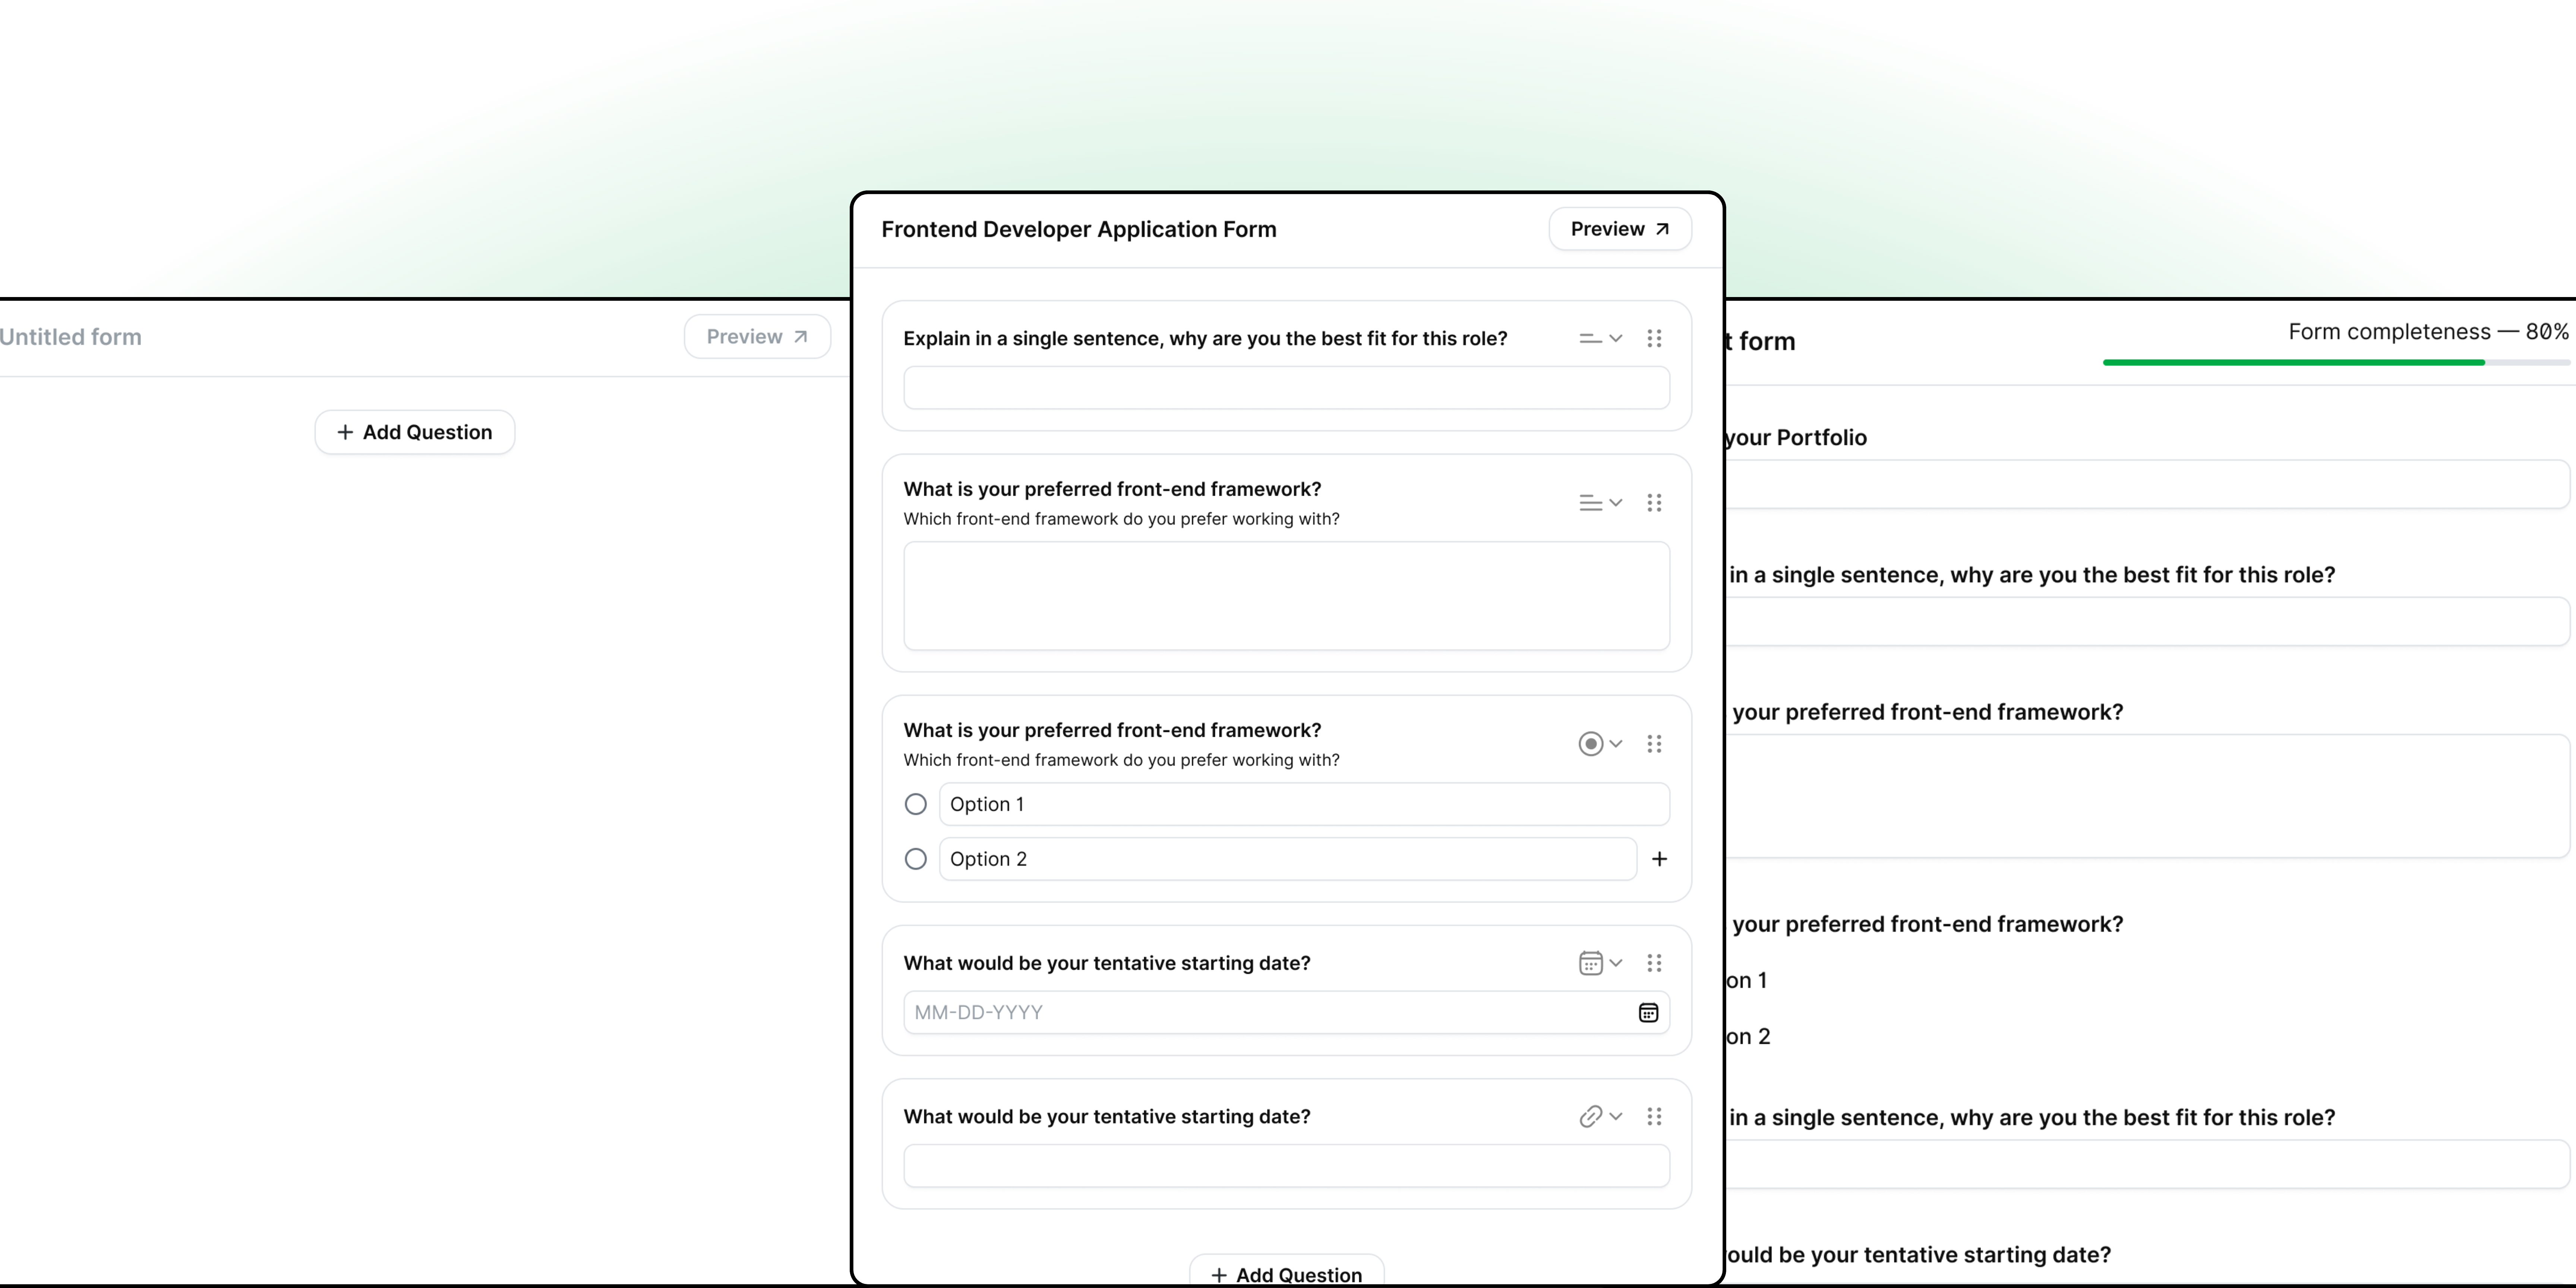 Untitled form
Preview
+ Add Question
Frontend Developer Application Form
Preview
Explain in a single sentence, why are you the best fit for this role?
What is your preferred front-end framework?
Which front-end framework do you prefer working with?
What is your preferred front-end framework?
Which front-end framework do you prefer working with?
Option 1
Option 2
+
What would be your tentative starting date?
MM-DD-YYYY
What would be your tentative starting date?
+ Add Question
t form
Form completeness — 80%
your Portfolio
in a single sentence, why are you the best fit for this role?
your preferred front-end framework?
your preferred front-end framework?
on 1
on 2
in a single sentence, why are you the best fit for this role?
ould be your tentative starting date?